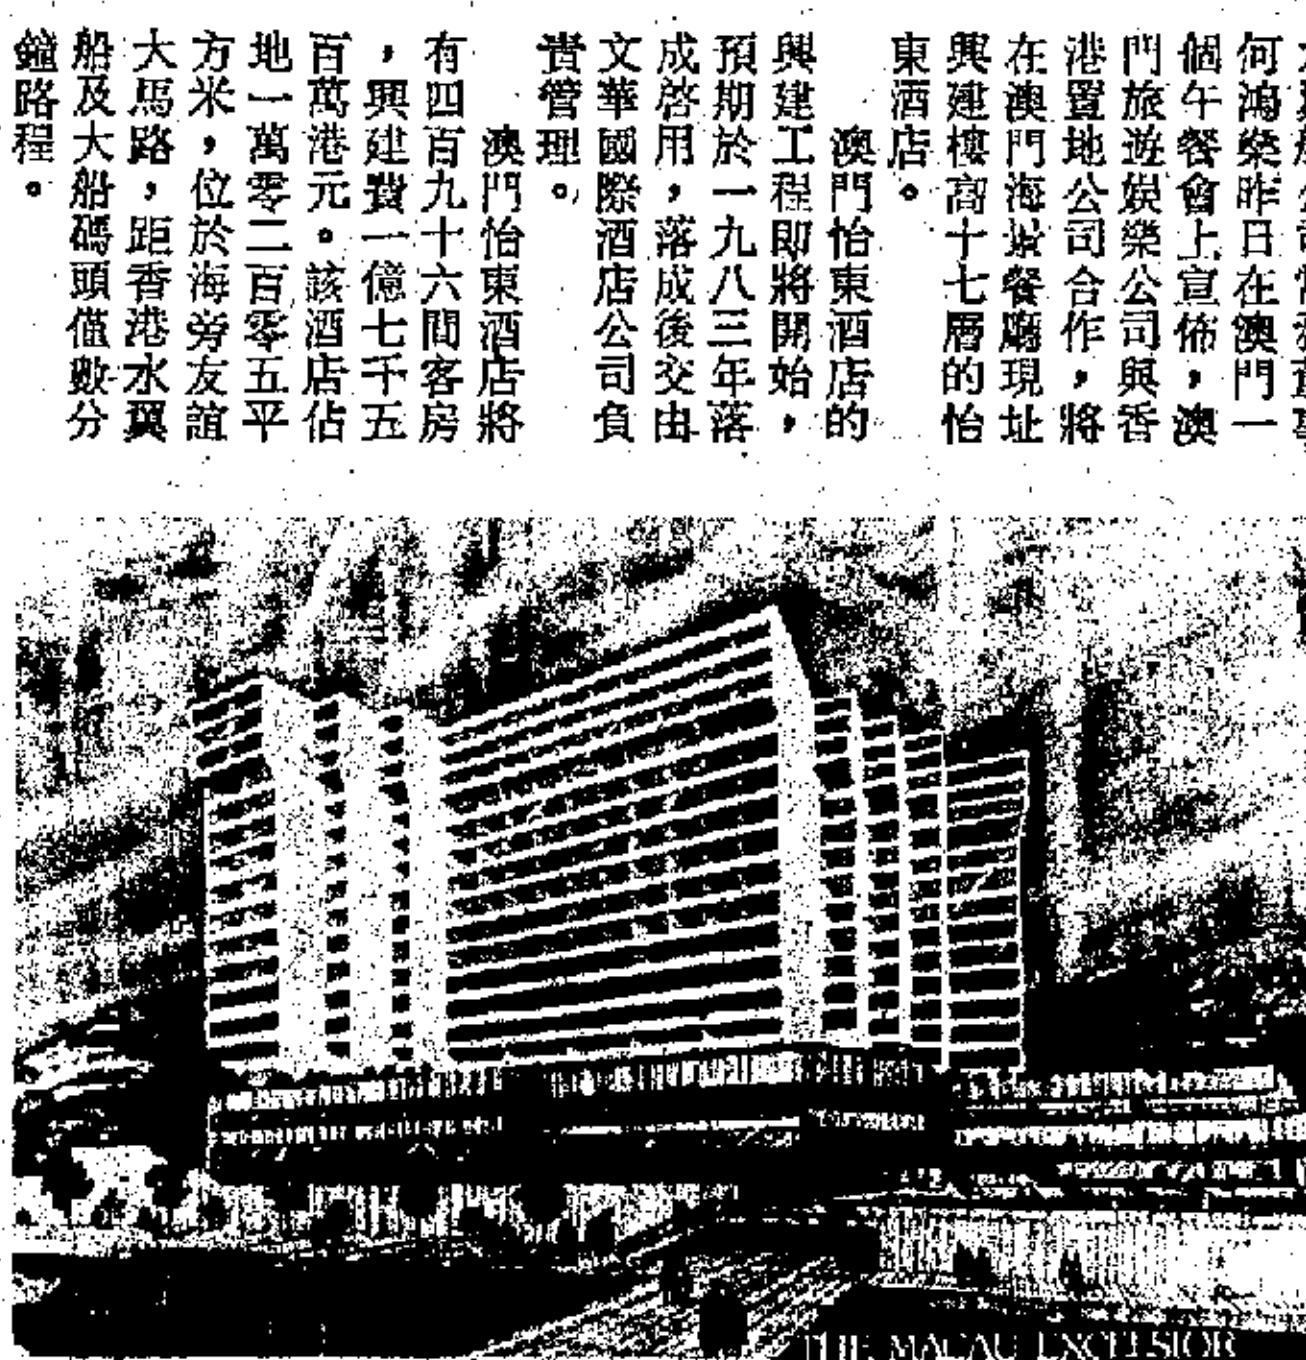 何鴻燊昨日在澳門一
個午餐會上宣佈，澳
門旅遊娛樂公司與香
港置地公司合作，將
在澳門海景餐廳現址
興建樓高十七層的怡
東酒店。
澳門怡東酒店的
興建工程即將開始，
預期於一九八三年落
成啓用，落成後交由
文華國際酒店公司負
責管理。
澳門怡東酒店將
有四百九十六間客房
，興建費一億七千五
百萬港元。該酒店佔
地一萬零二百零五平
方米，位於海旁友誼
大馬路，距香港水翼
船及大船碼頭僅數分
鐘路程。
THE MACAU EXCELSIOR